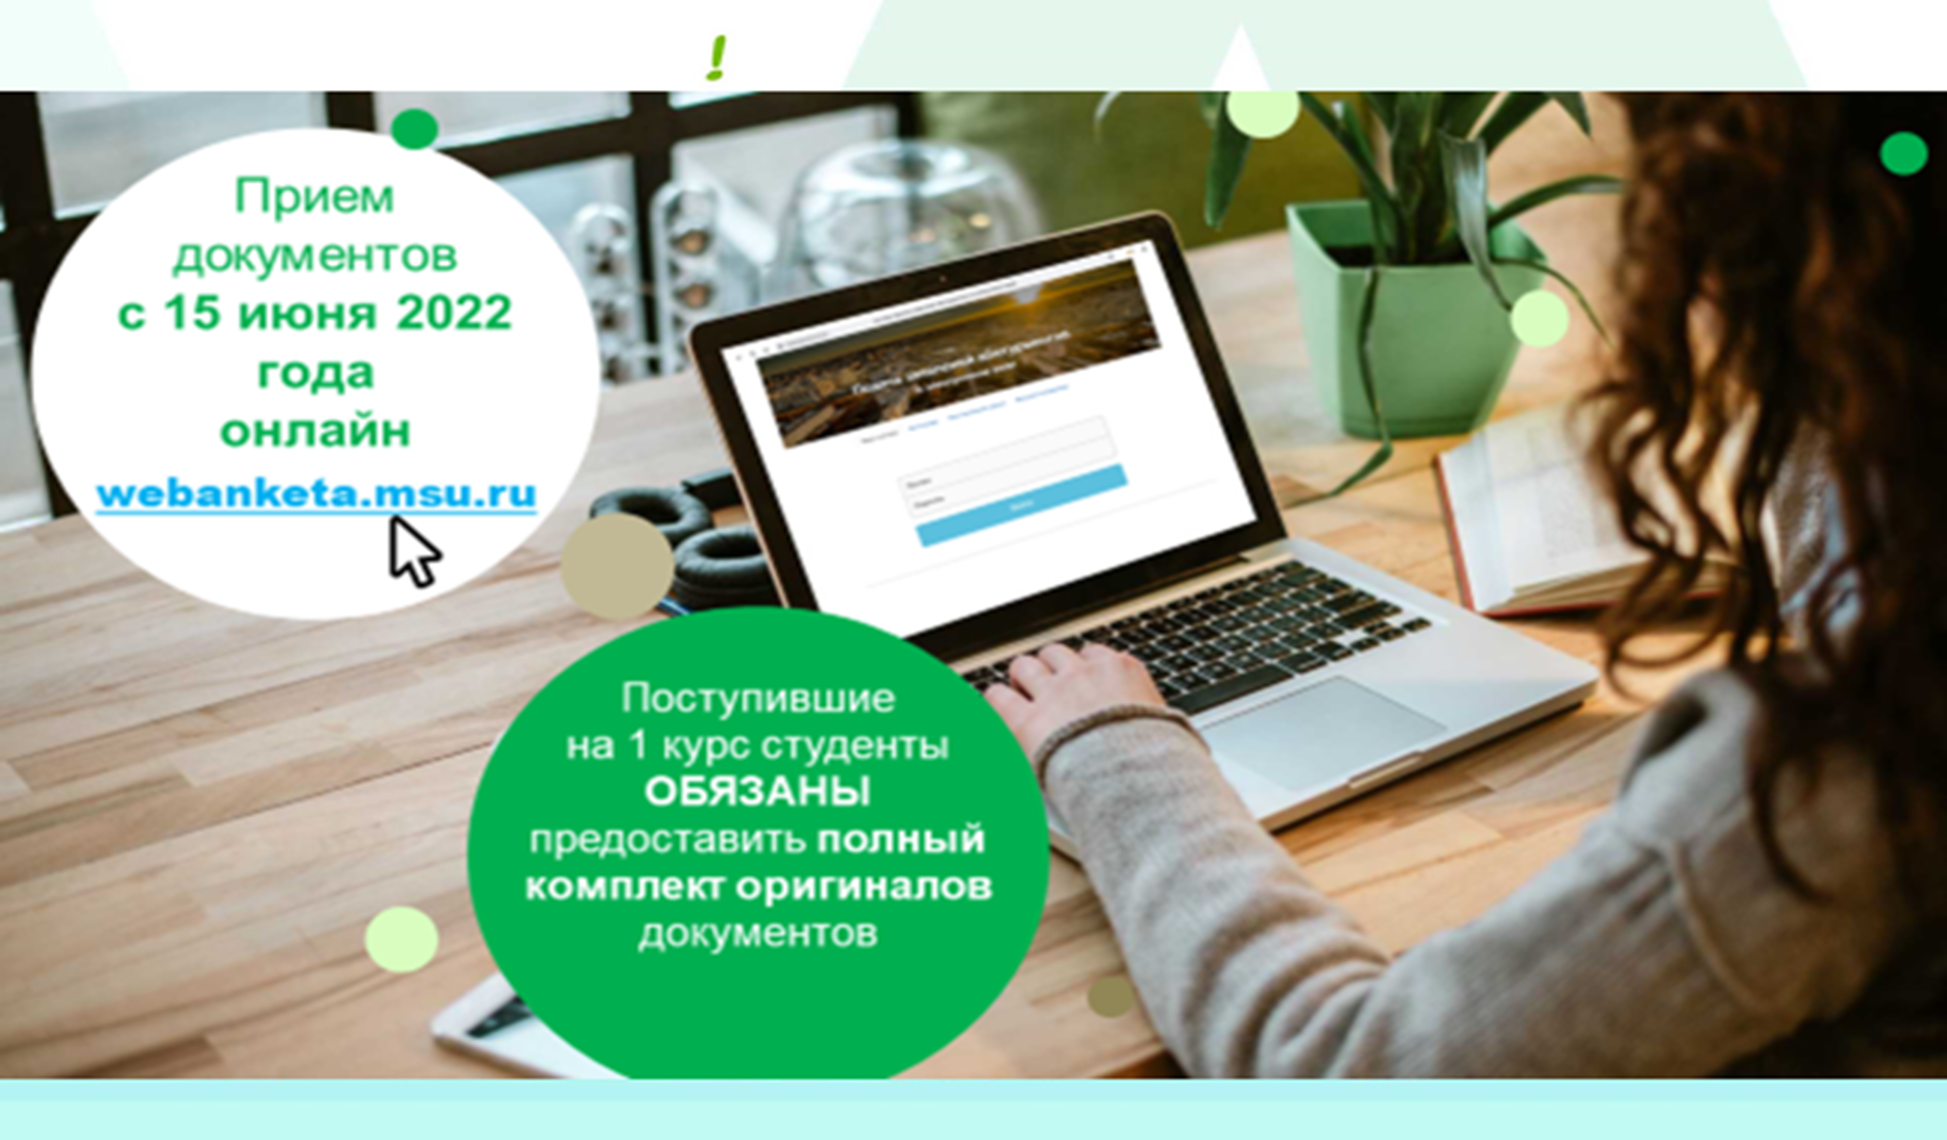 !
Прием
документов
с 15 июня 2022
года
онлайн
webanketa.msu.ru
Поступившие
на 1 курс студенты
ОБЯЗАНЫ
предоставить полный
комплект оригиналов
документов